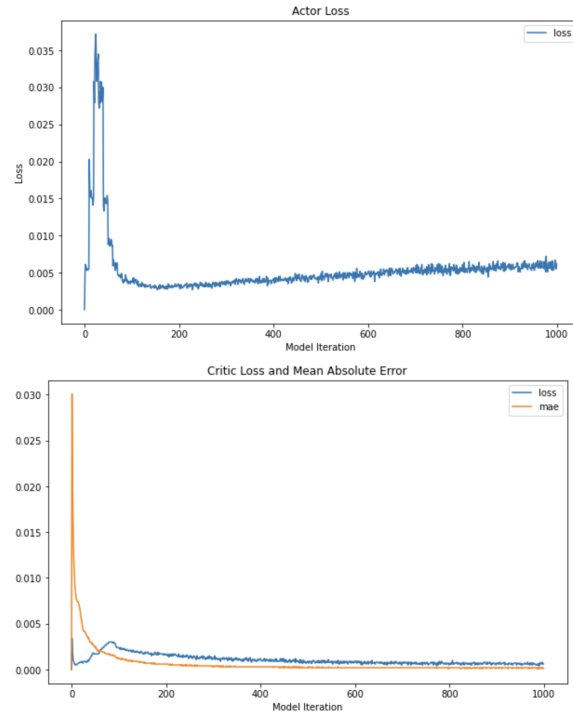 Actor Loss
loss
0.035
0.030
0.025
0.020
0.015
0.010
0.005
0.000
Loss
0 200 400 600 800 1000
Model Iteration
Critic Loss and Mean Absolute Error
loss
mae
0.030
0.025
0.020
0.015
0.010
0.005
0.000
0 200 400 600 800 1000
Model Iteration